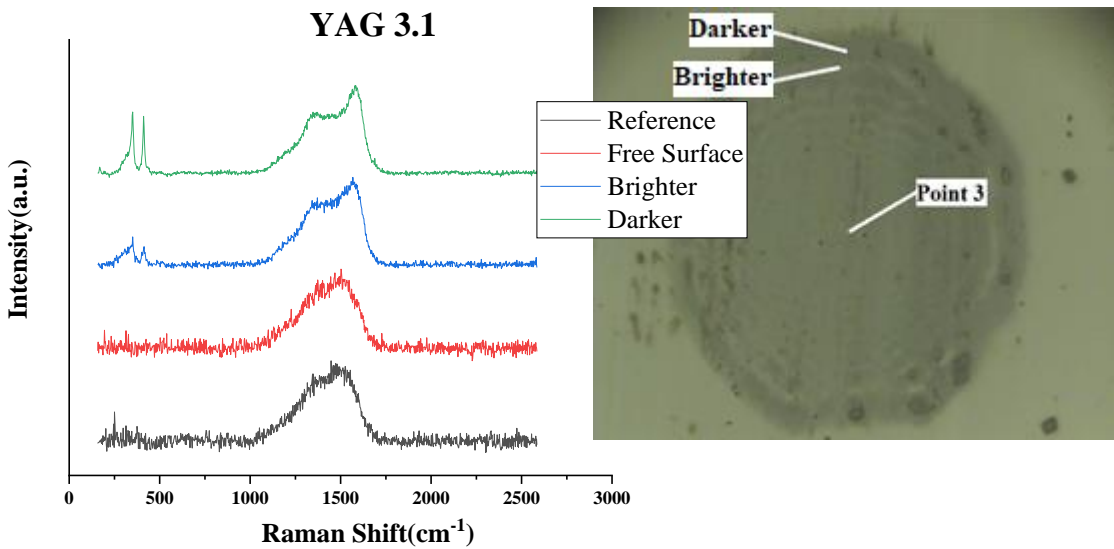 YAG 3.1
Intensity(a.u.)
0 500 1000 1500 2000 2500 3000
Raman Shift(cm⁻¹)
Reference
Free Surface
Brighter
Darker
Darker
Brighter
Point 3